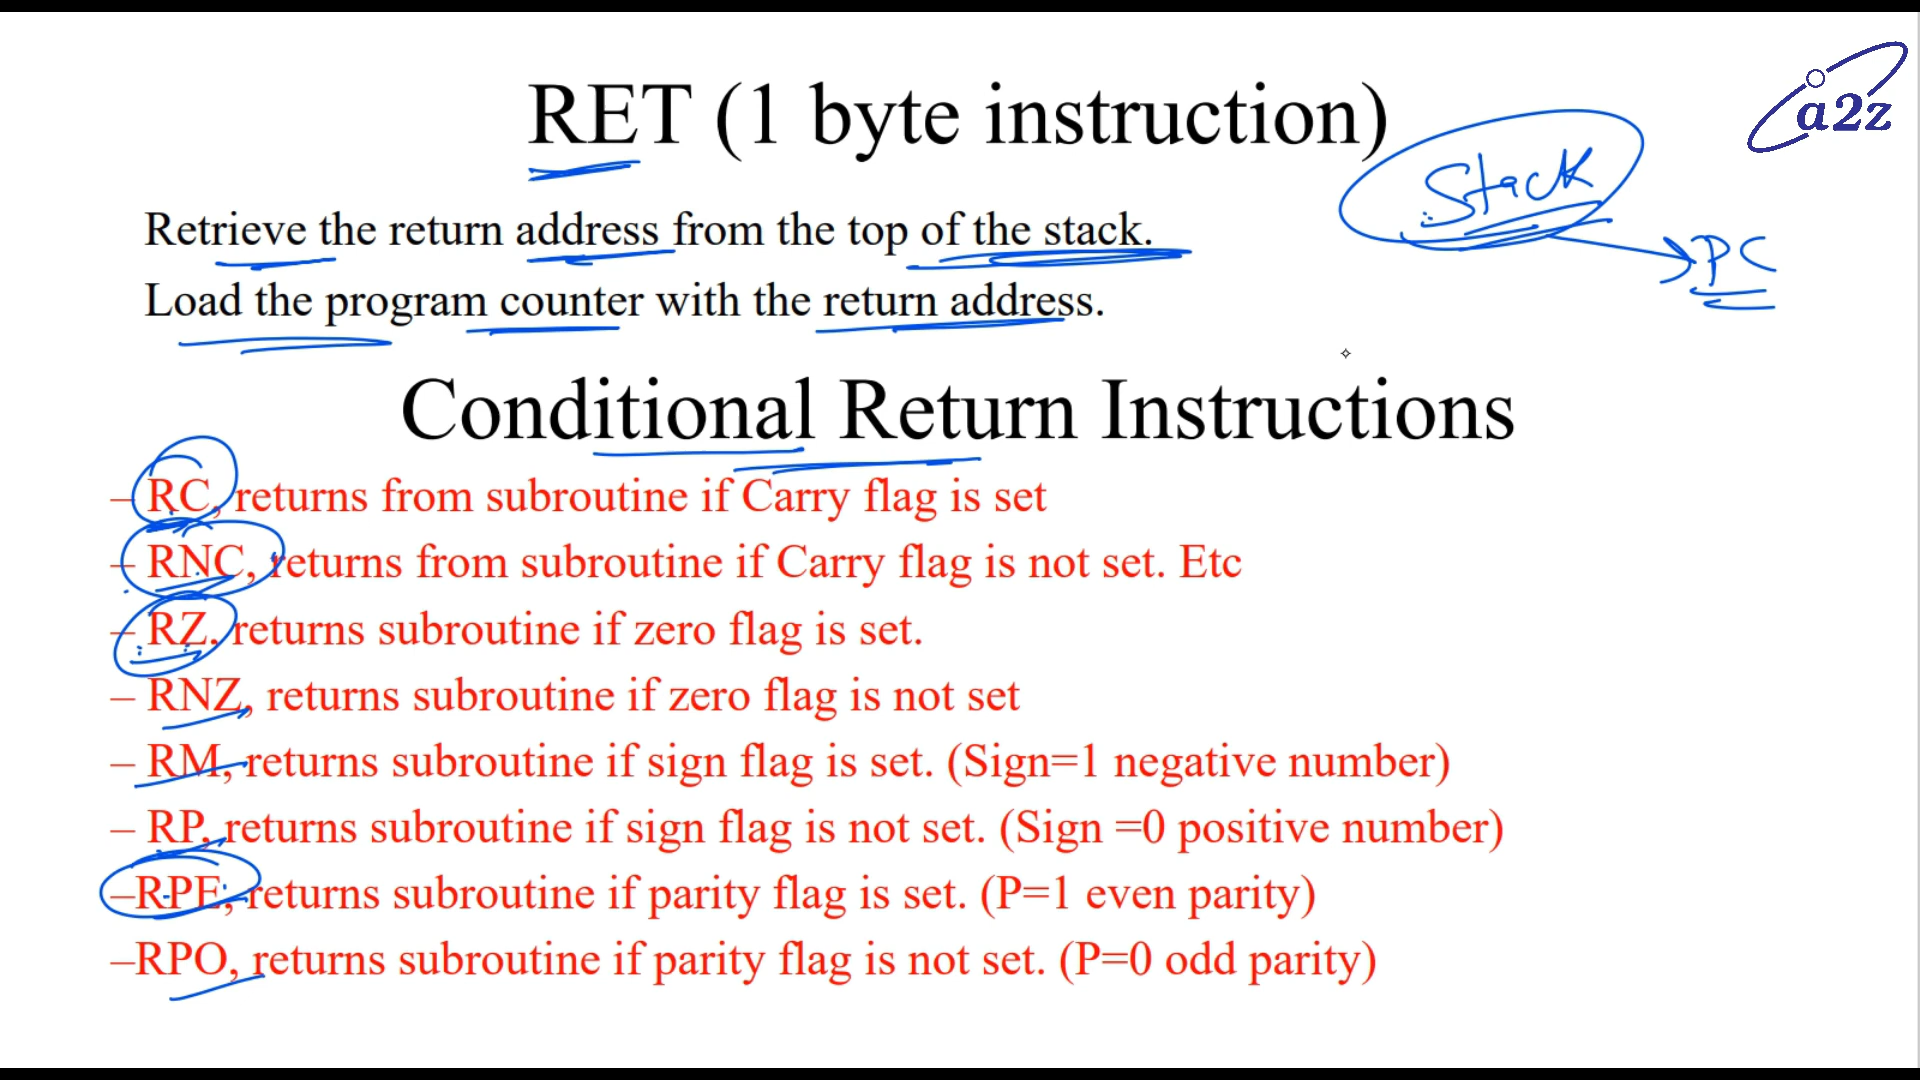 a2z
RET (1 byte instruction)
Stack
Retrieve the return address from the top of the stack.
PC
Load the program counter with the return address.
Conditional Return Instructions
– RC, returns from subroutine if Carry flag is set
– RNC, returns from subroutine if Carry flag is not set. Etc
– RZ, returns subroutine if zero flag is set.
– RNZ, returns subroutine if zero flag is not set
– RM, returns subroutine if sign flag is set. (Sign=1 negative number)
– RP, returns subroutine if sign flag is not set. (Sign =0 positive number)
–RPE, returns subroutine if parity flag is set. (P=1 even parity)
–RPO, returns subroutine if parity flag is not set. (P=0 odd parity)